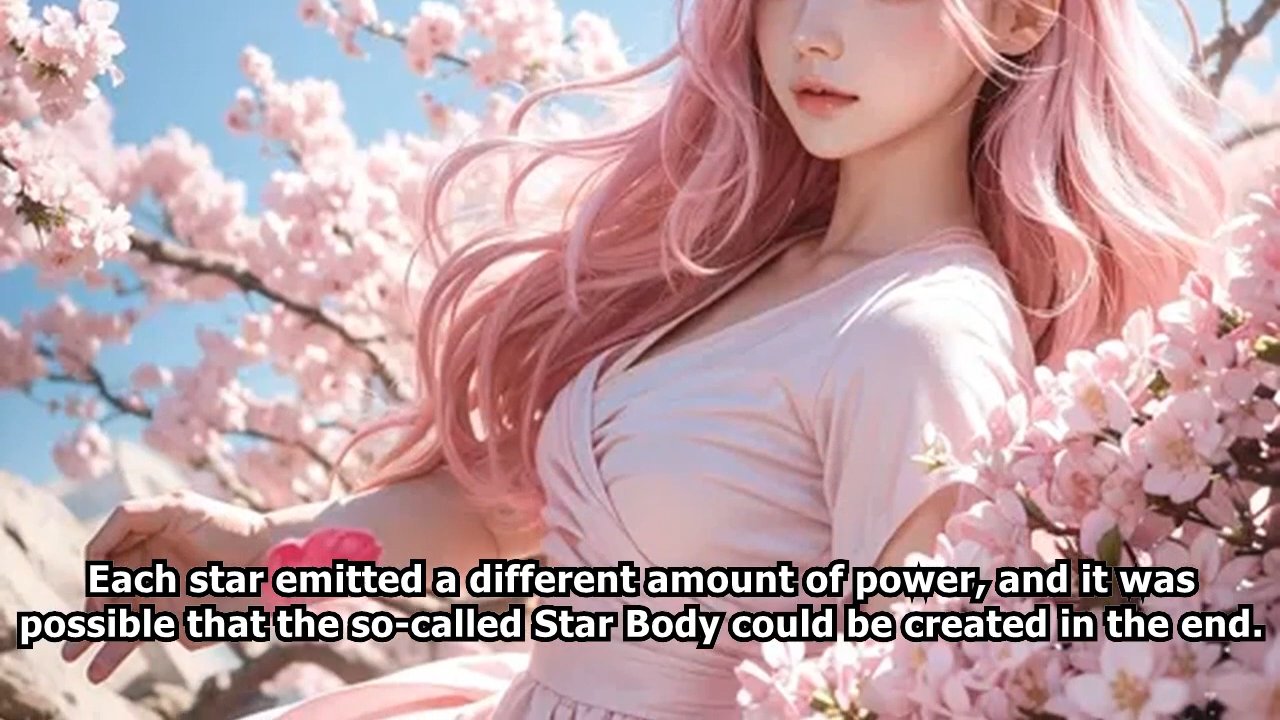 Each star emitted a different amount of power, and it was
possible that the so-called Star Body could be created in the end.